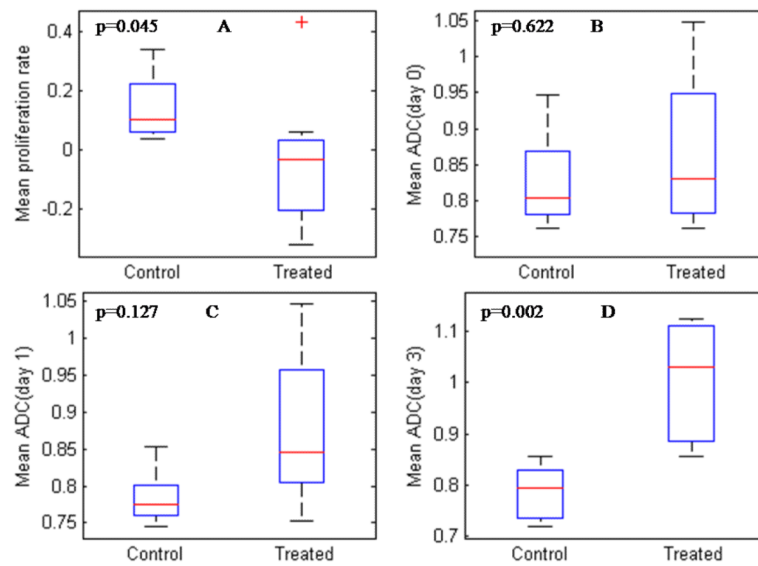 p=0.045 A
Mean proliferation rate
0.4
0.2
0
-0.2
Control Treated
p=0.622 B
Mean ADC(day 0)
1.05
1
0.95
0.9
0.85
0.8
0.75
Control Treated
p=0.127 C
Mean ADC(day 1)
1.05
1
0.95
0.9
0.85
0.8
0.75
Control Treated
p=0.002 D
Mean ADC(day 3)
1.1
1
0.9
0.8
0.7
Control Treated